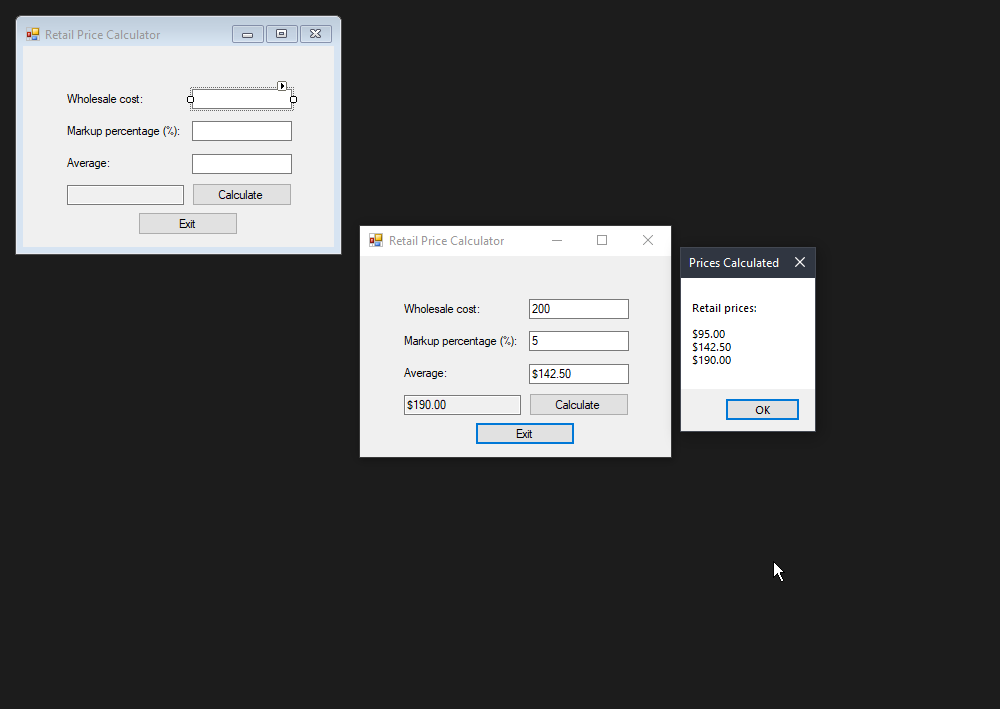 Retail Price Calculator
Wholesale cost:
Markup percentage (%):
Average:
Calculate
Exit
Retail Price Calculator
Wholesale cost: 200
Markup percentage (%): 5
Average: $142.50
$190.00 Calculate
Exit
Prices Calculated
Retail prices:
$95.00
$142.50
$190.00
OK